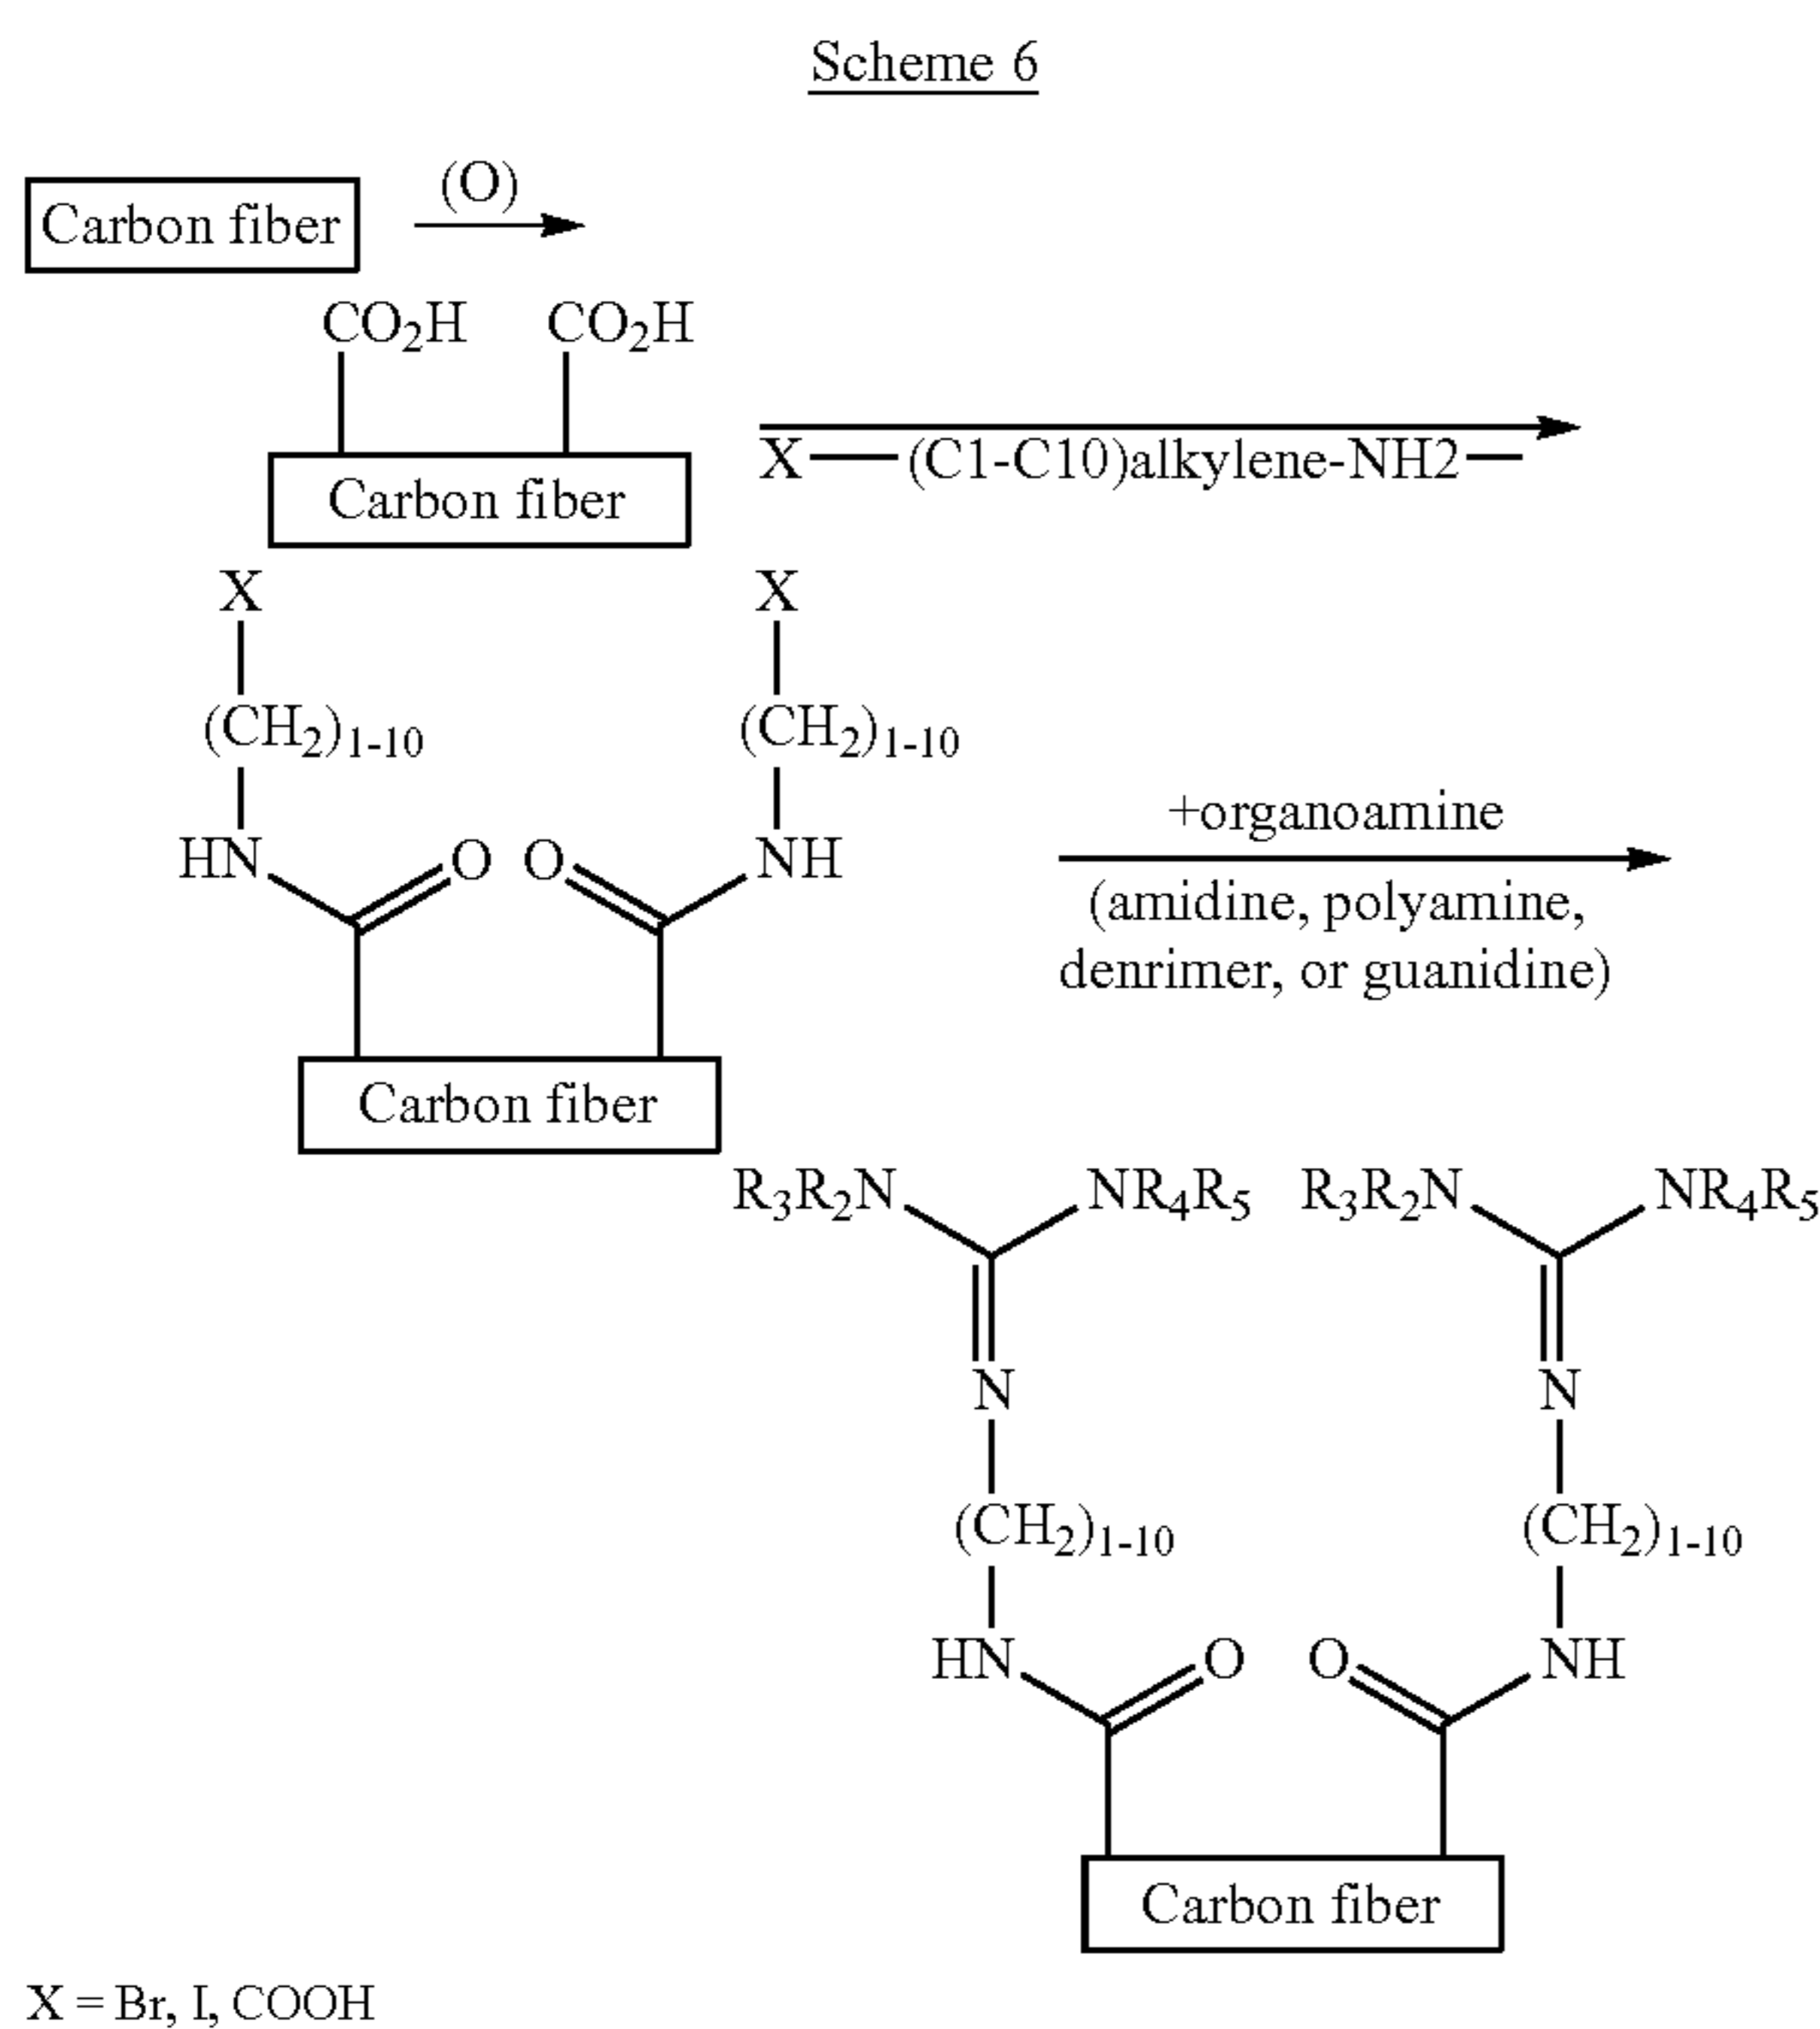 Scheme 6
Carbon fiber
(O)
CO2H CO2H
Carbon fiber
X—(C1-C10)alkylene-NH2—
X X
(CH2)1-10 (CH2)1-10
HN O O NH
Carbon fiber
+organoamine
(amidine, polyamine,
denrimer, or guanidine)
R3R2N NR4R5 R3R2N NR4R5
N N
(CH2)1-10 (CH2)1-10
HN O O NH
Carbon fiber
X = Br, I, COOH